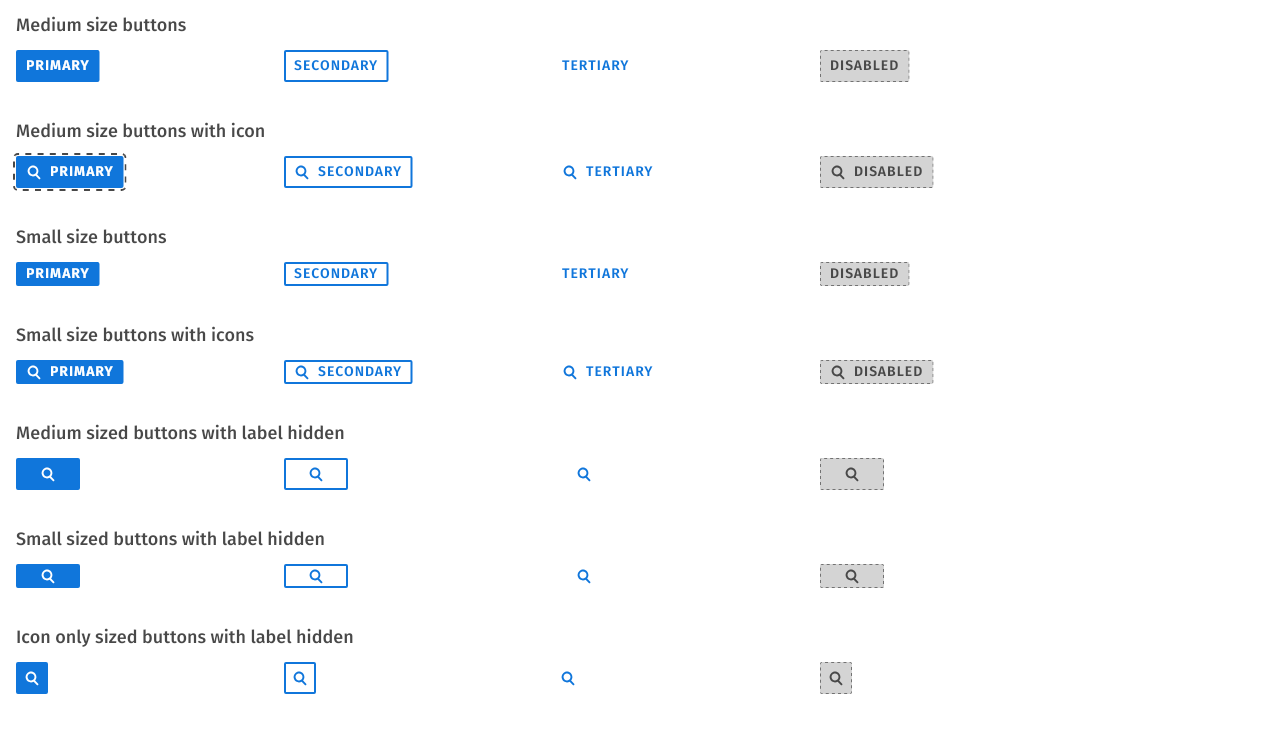 Medium size buttons
PRIMARY SECONDARY TERTIARY DISABLED
Medium size buttons with icon
PRIMARY SECONDARY TERTIARY DISABLED
Small size buttons
PRIMARY SECONDARY TERTIARY DISABLED
Small size buttons with icons
PRIMARY SECONDARY TERTIARY DISABLED
Medium sized buttons with label hidden
Small sized buttons with label hidden
Icon only sized buttons with label hidden